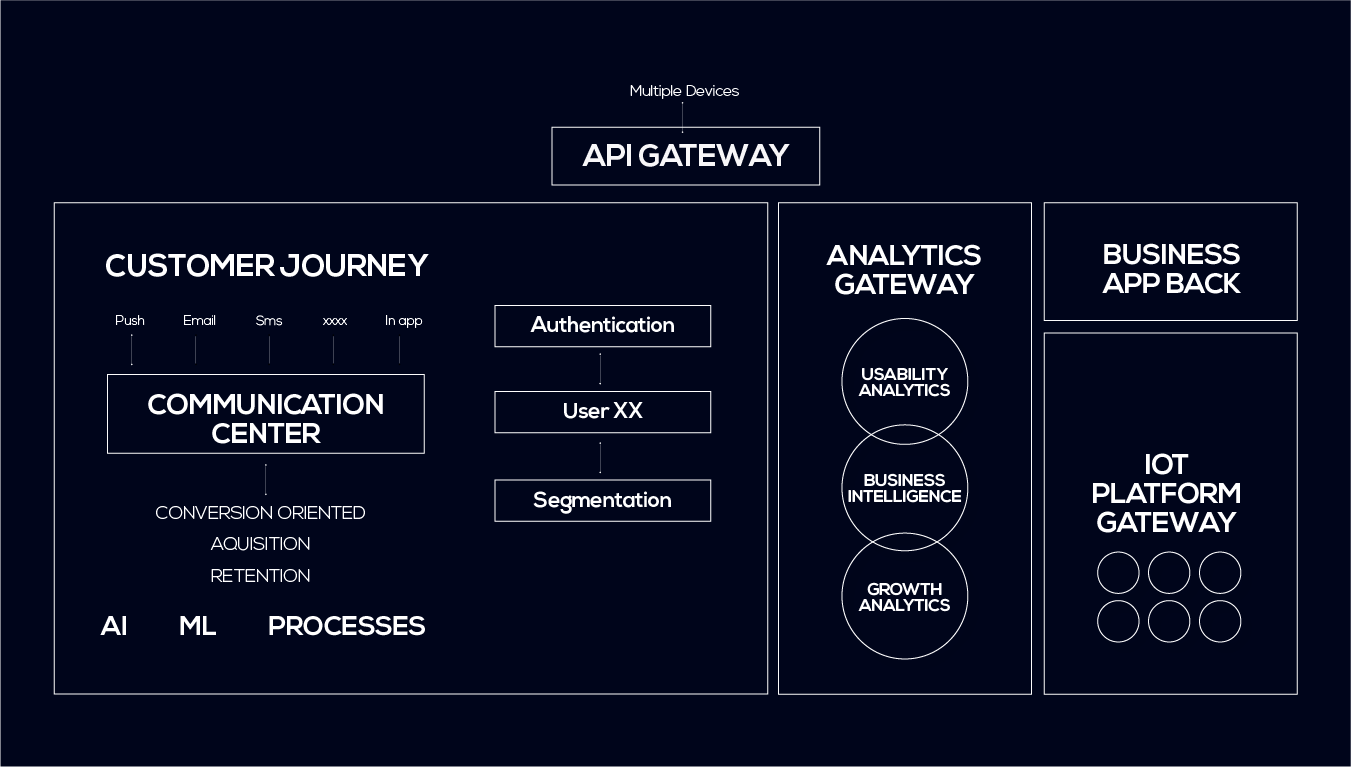 Multiple Devices
API GATEWAY
CUSTOMER JOURNEY
Push Email Sms xxxx In app
COMMUNICATION
CENTER
CONVERSION ORIENTED
AQUISITION
RETENTION
AI ML PROCESSES
Authentication
User XX
Segmentation
ANALYTICS
GATEWAY
USABILITY
ANALYTICS
BUSINESS
INTELLIGENCE
GROWTH
ANALYTICS
BUSINESS
APP BACK
IOT
PLATFORM
GATEWAY